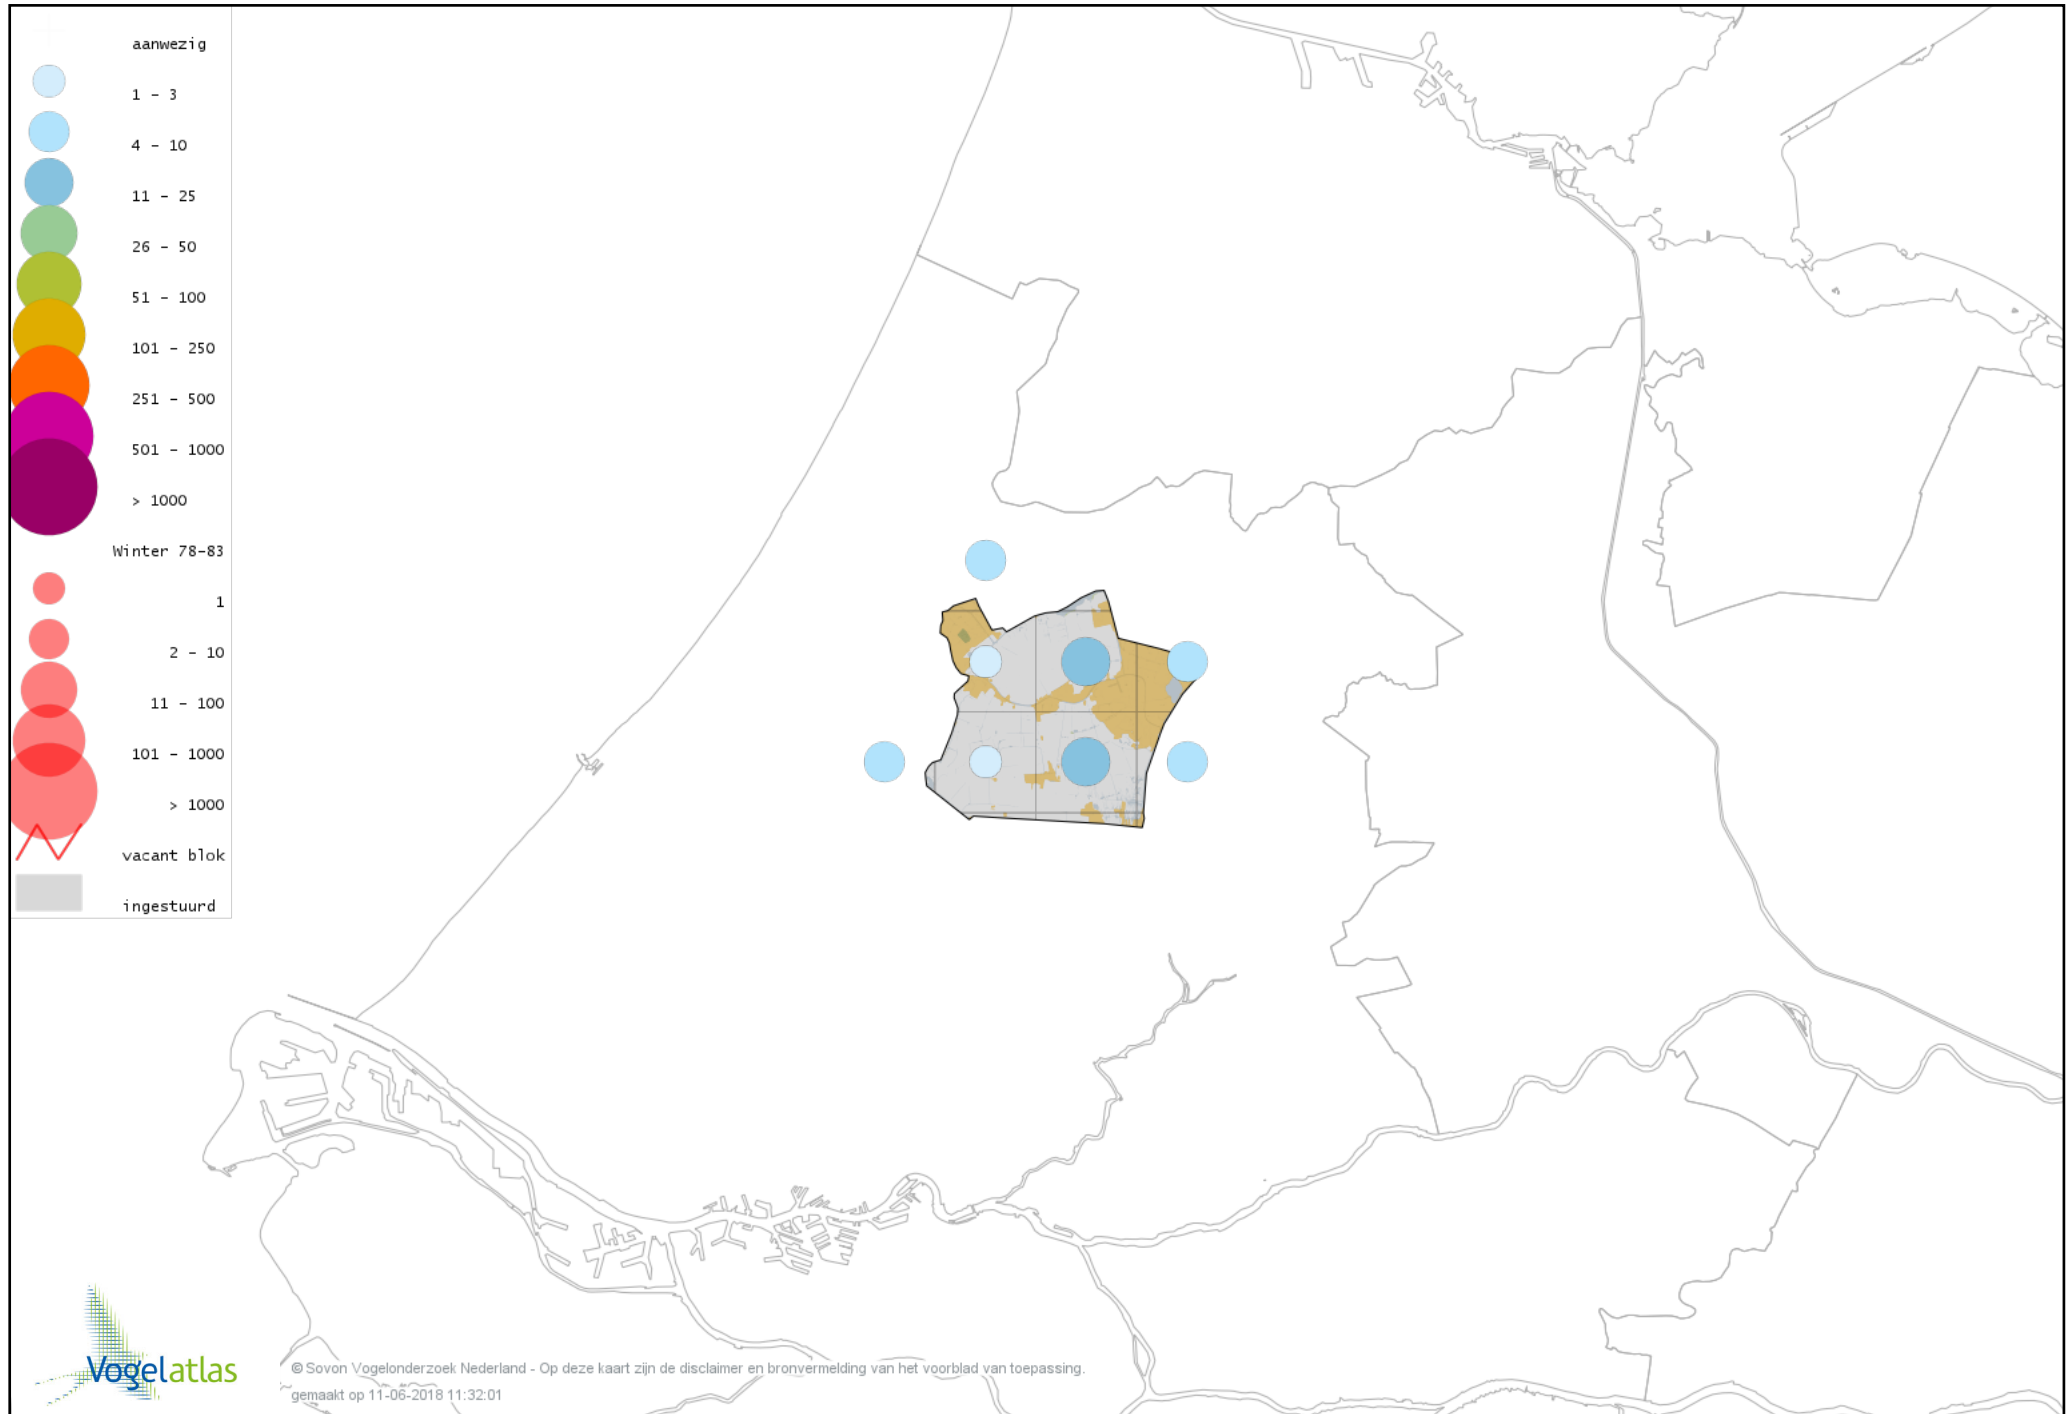 aanwezig
1 - 3
4 - 10
11 - 25
26 - 50
51 - 100
101 - 250
251 - 500
501 - 1000
> 1000
Winter 78-83
1
2 - 10
11 - 100
101 - 1000
> 1000
vacant blok
ingestuurd
Vogelatlas
© Sovon Vogelonderzoek Nederland - Op deze kaart zijn de disclaimer en bronvermelding van het voorblad van toepassing.
gemaakt op 11-06-2018 11:32:01